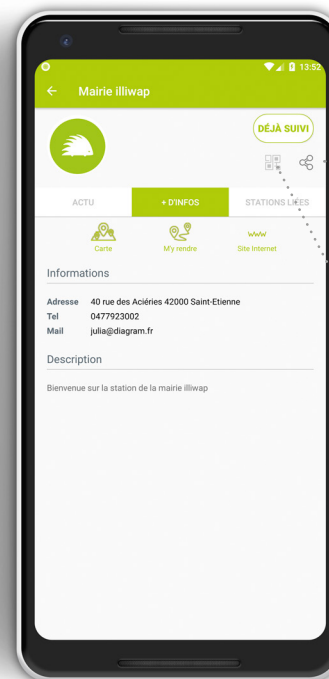 13:52
Mairie illiwap
DÉJÀ SUIVI
ACTU + D'INFOS STATIONS LIÉES
Carte M'y rendre www Site Internet
Informations
Adresse 40 rue des Aciéries 42000 Saint-Etienne
Tel 0477923002
Mail julia@diagram.fr
Description
Bienvenue sur la station de la mairie illiwap